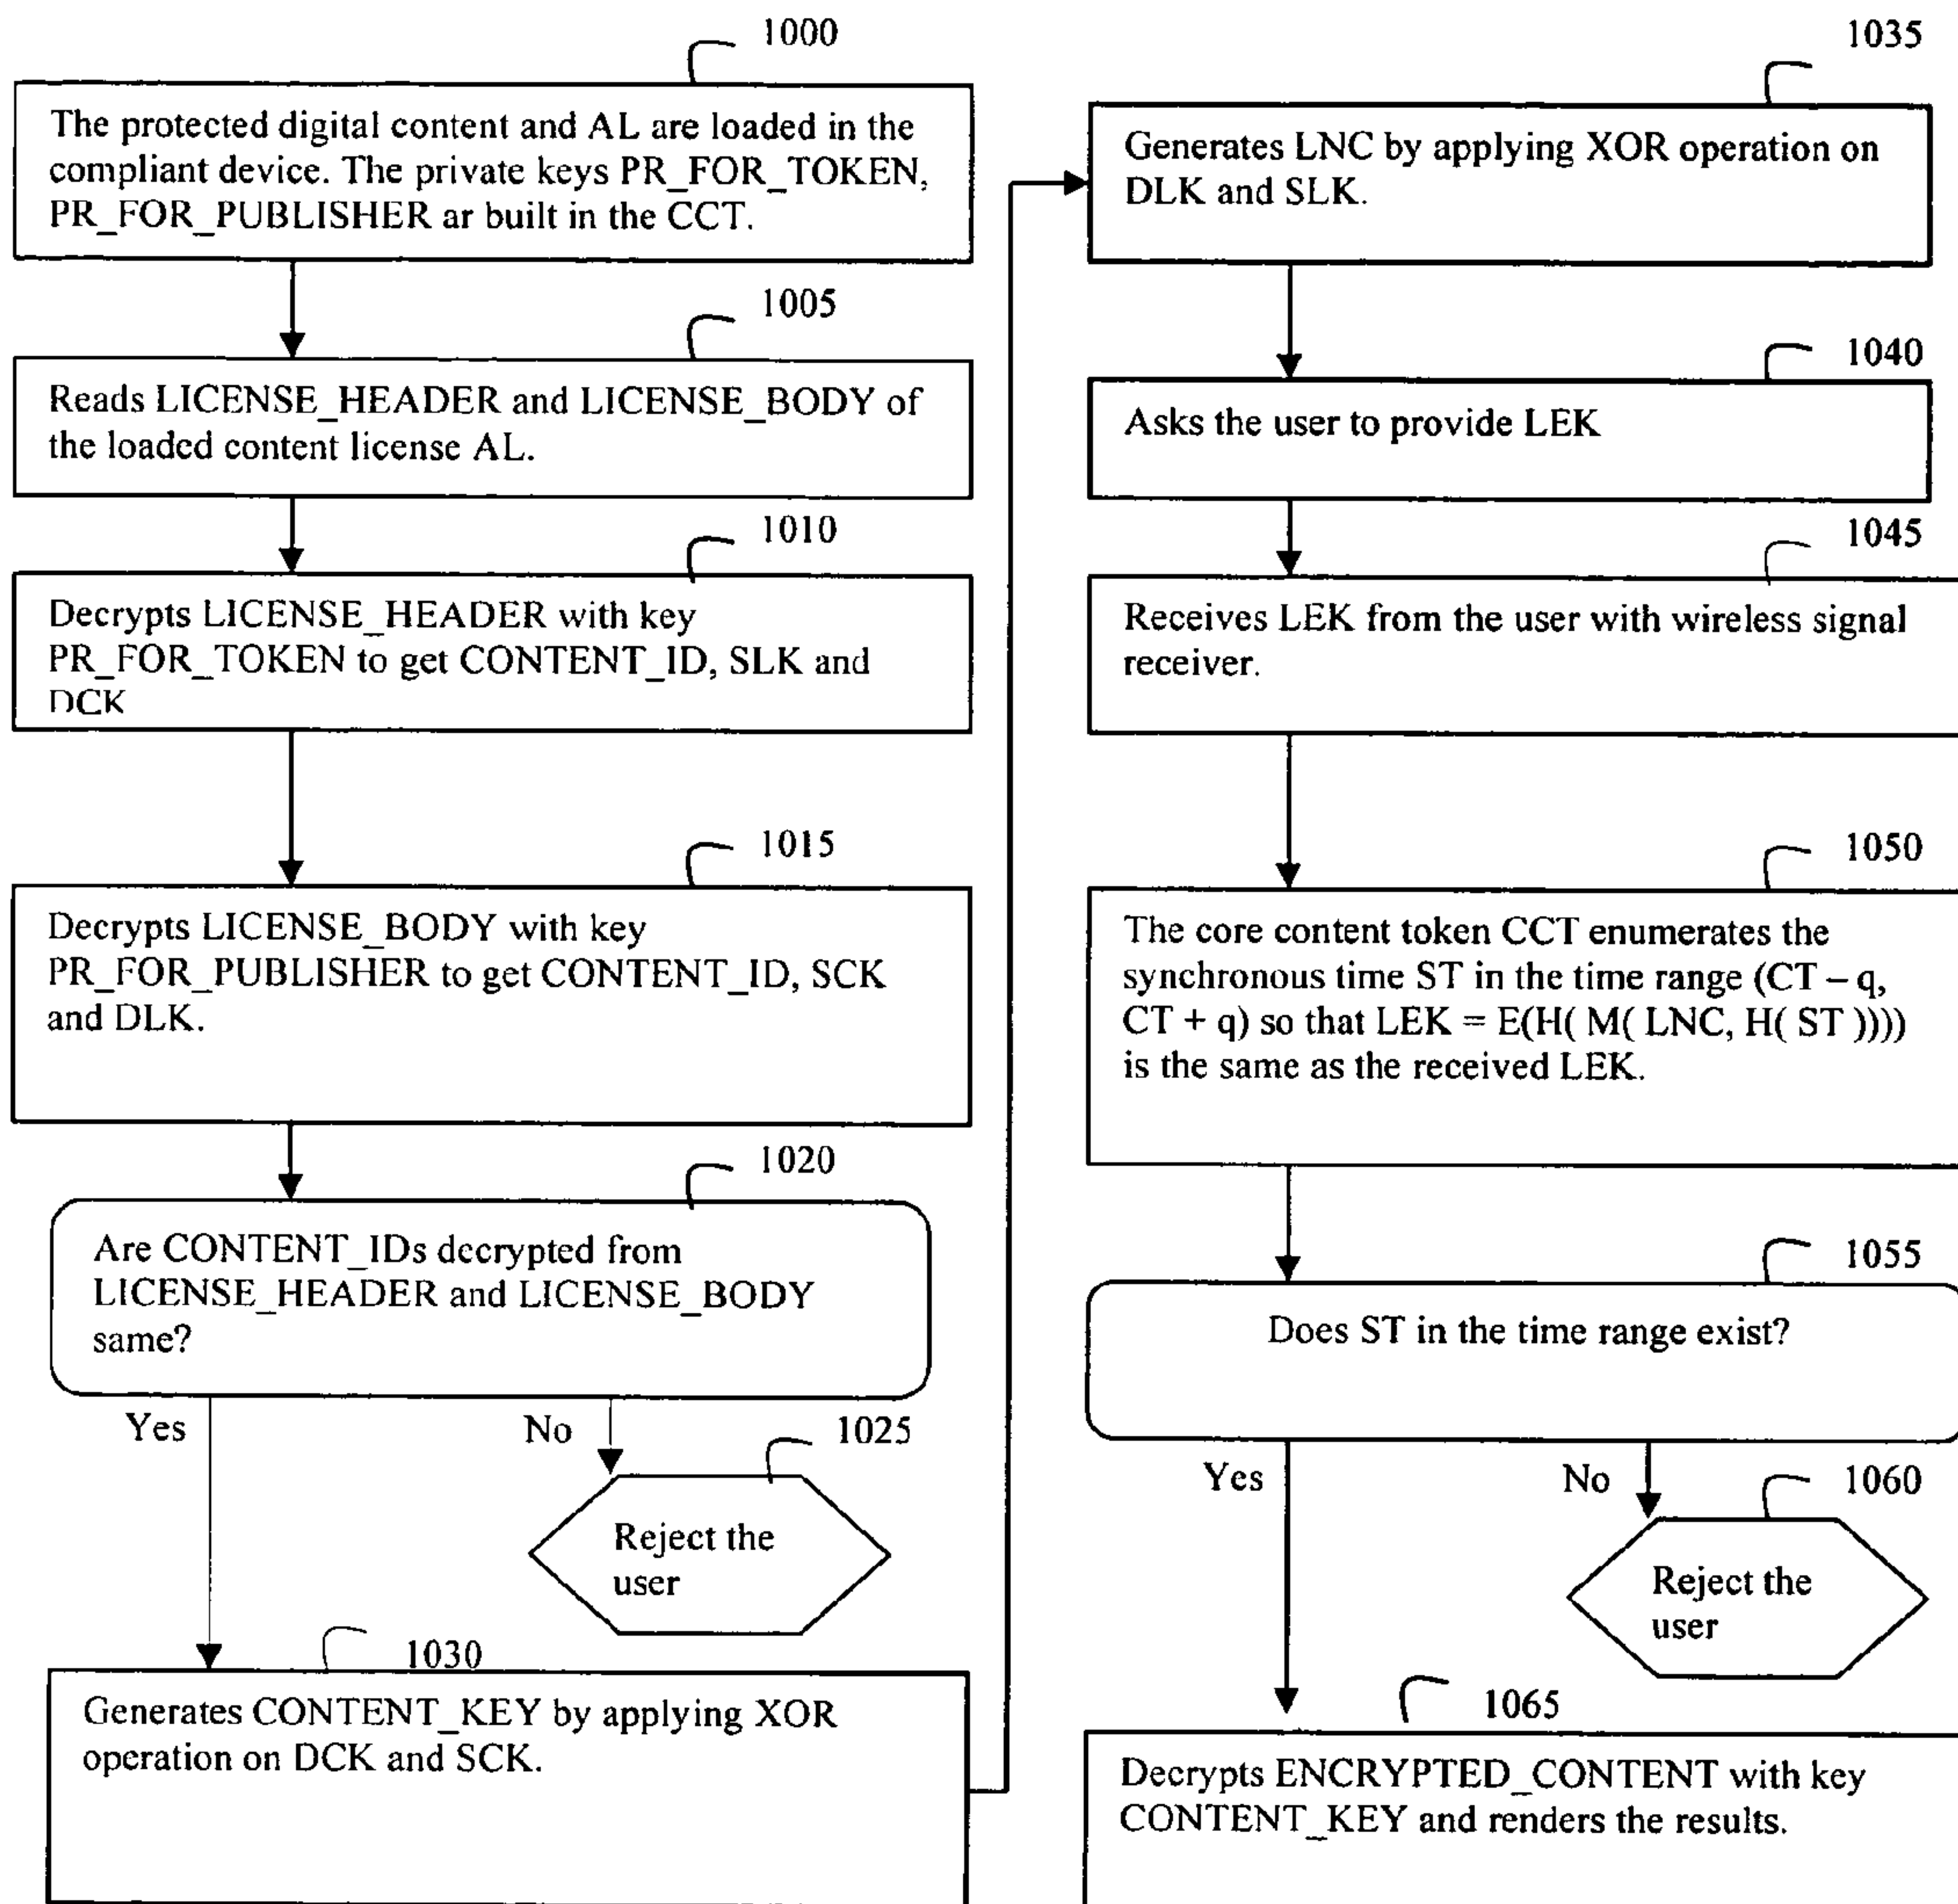 1000
The protected digital content and AL are loaded in the
compliant device. The private keys PR_FOR_TOKEN,
PR_FOR_PUBLISHER ar built in the CCT.
1005
Reads LICENSE_HEADER and LICENSE_BODY of
the loaded content license AL.
1010
Decrypts LICENSE_HEADER with key
PR_FOR_TOKEN to get CONTENT_ID, SLK and
DCK
1015
Decrypts LICENSE_BODY with key
PR_FOR_PUBLISHER to get CONTENT_ID, SCK
and DLK.
1020
Are CONTENT_IDs decrypted from
LICENSE_HEADER and LICENSE_BODY
same?
Yes
No
1025
Reject the
user
1030
Generates CONTENT_KEY by applying XOR
operation on DCK and SCK.
1035
Generates LNC by applying XOR operation on
DLK and SLK.
1040
Asks the user to provide LEK
1045
Receives LEK from the user with wireless signal
receiver.
1050
The core content token CCT enumerates the
synchronous time ST in the time range (CT – q,
CT + q) so that LEK = E(H( M( LNC, H( ST ))))
is the same as the received LEK.
1055
Does ST in the time range exist?
Yes
No
1060
Reject the
user
1065
Decrypts ENCRYPTED_CONTENT with key
CONTENT_KEY and renders the results.